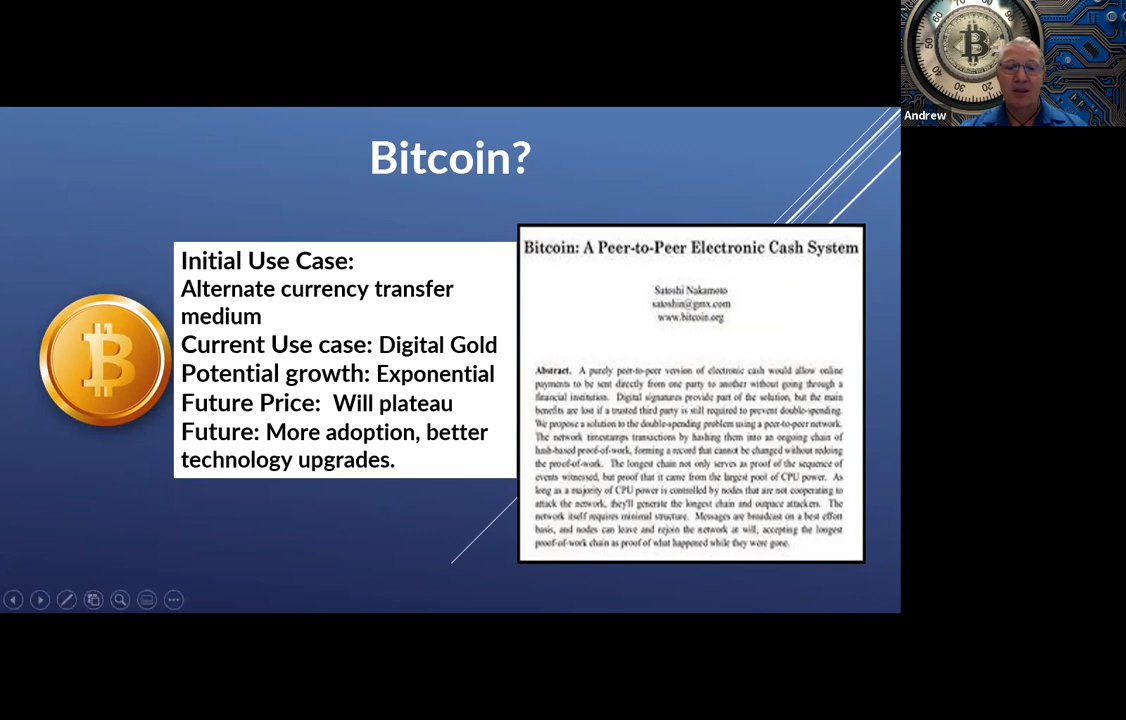 Andrew
Bitcoin?
Initial Use Case:
Alternate currency transfer
medium
Current Use case: Digital Gold
Potential growth: Exponential
Future Price:  Will plateau
Future: More adoption, better
technology upgrades.
Bitcoin: A Peer-to-Peer Electronic Cash System
Satoshi Nakamoto
satoshin@gmx.com
www.bitcoin.org
Abstract. A purely peer-to-peer version of electronic cash would allow online
payments to be sent directly from one party to another without going through a
financial institution. Digital signatures provide part of the solution, but the main
benefits are lost if a trusted third party is still required to prevent double-spending.
We propose a solution to the double-spending problem using a peer-to-peer network.
The network timestamps transactions by hashing them into an ongoing chain of
hash-based proof-of-work, forming a record that cannot be changed without redoing
the proof-of-work. The longest chain not only serves as proof of the sequence of
events witnessed, but proof that it came from the largest pool of CPU power. As
long as a majority of CPU power is controlled by nodes that are not cooperating to
attack the network, they'll generate the longest chain and outpace attackers. The
network itself requires minimal structure. Messages are broadcast on a best effort
basis, and nodes can leave and rejoin the network at will, accepting the longest
proof-of-work chain as proof of what happened while they were gone.